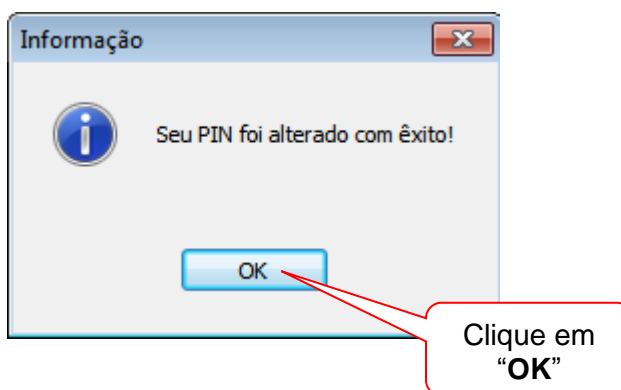 Informação
Seu PIN foi alterado com êxito!
OK
Clique em
“OK”